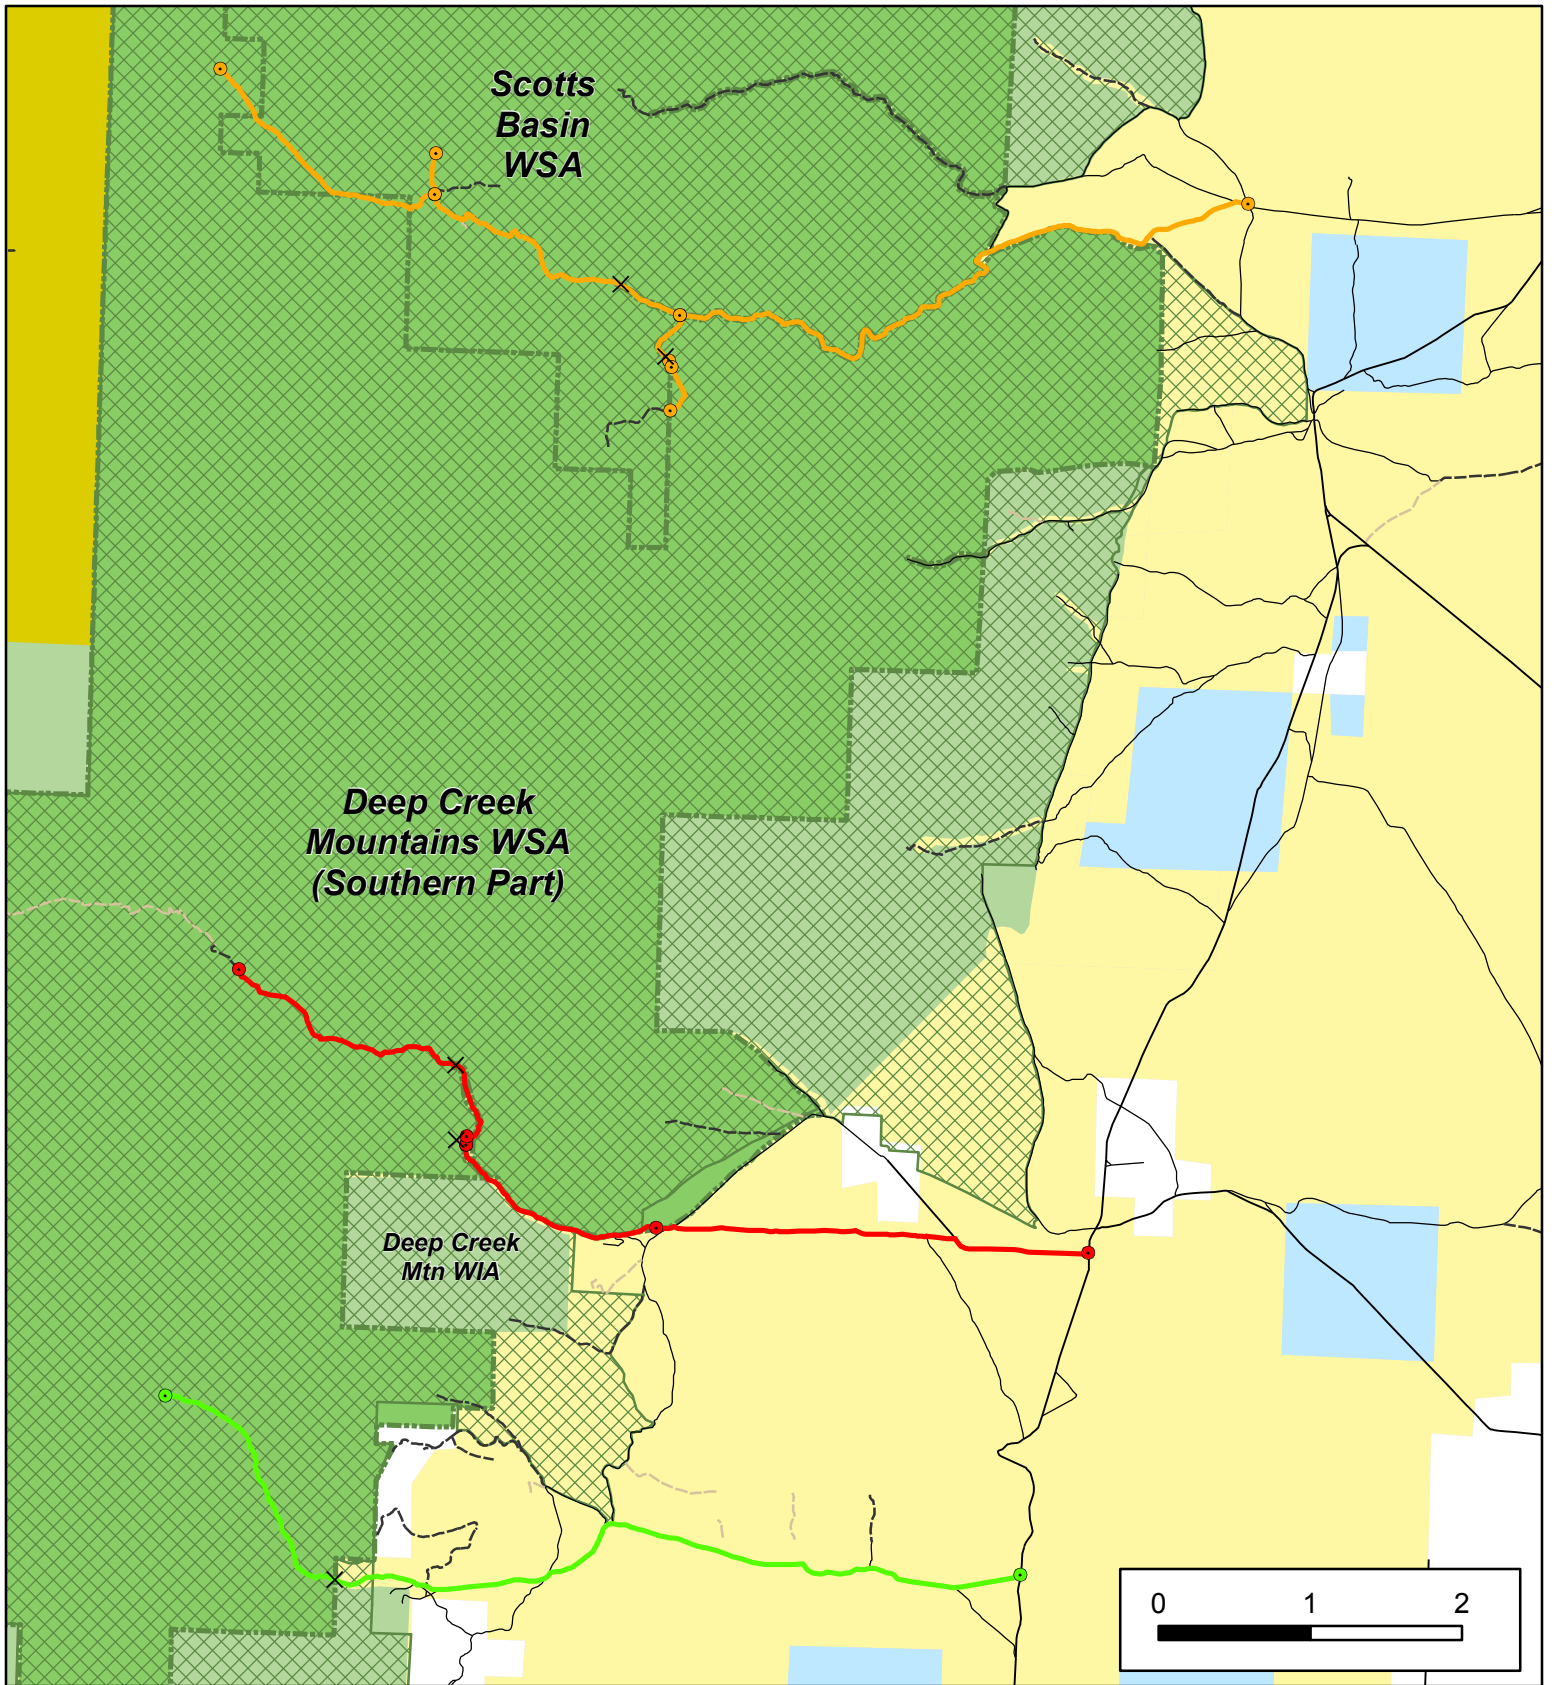 Scotts
Basin
WSA
Deep Creek
Mountains WSA
(Southern Part)
Deep Creek
Mtn WIA
0 1 2